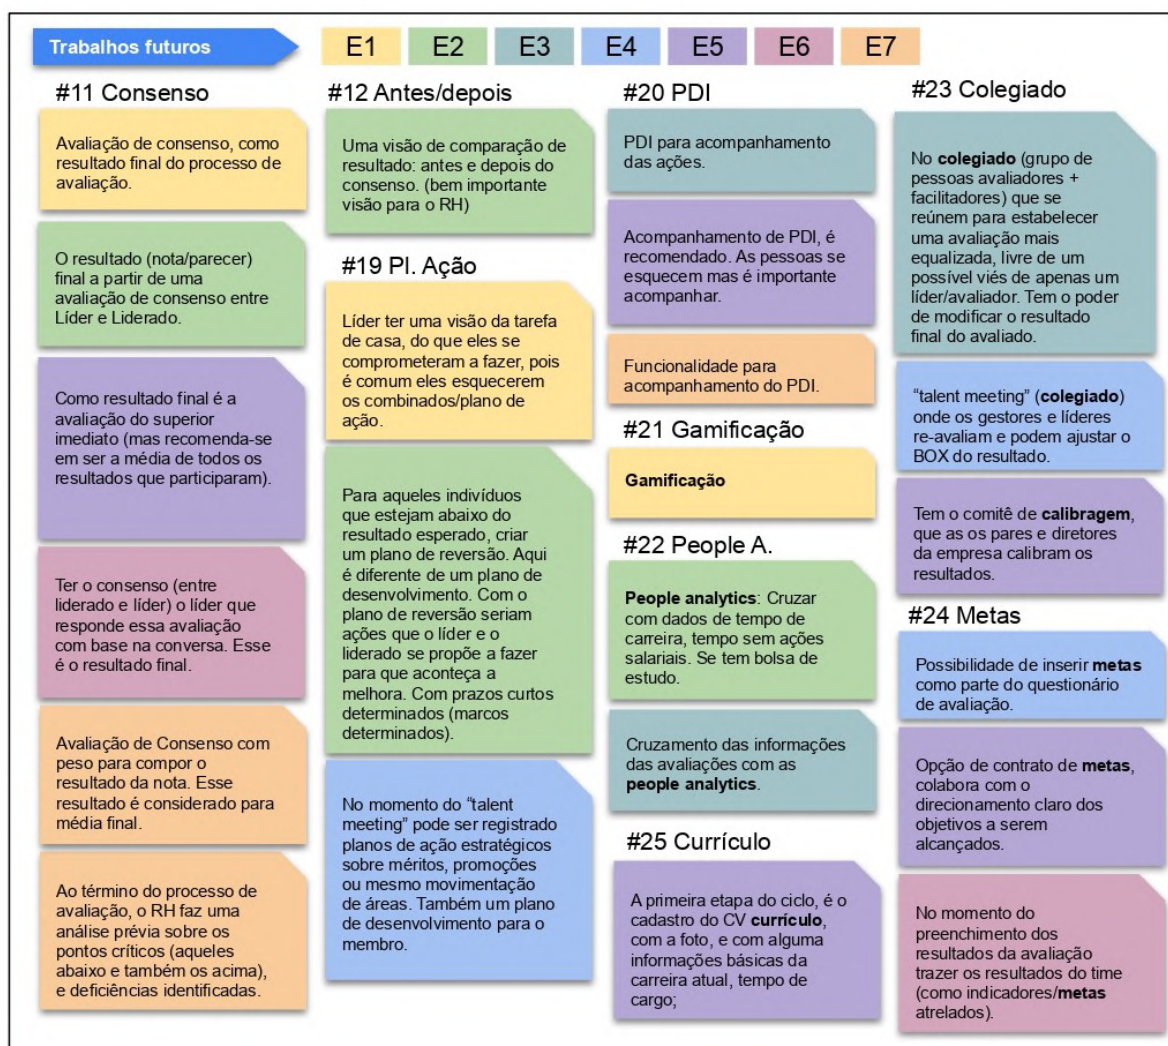 Trabalhos futuros
E1
E2
E3
E4
E5
E6
E7
#11 Consenso
Avaliação de consenso, como
resultado final do processo de
avaliação.
O resultado (nota/parecer)
final a partir de uma
avaliação de consenso entre
Líder e Liderado.
Como resultado final é a
avaliação do superior
imediato (mas recomenda-se
em ser a média de todos os
resultados que participaram).
Ter o consenso (entre
liderado e líder) o líder que
responde essa avaliação
com base na conversa. Esse
é o resultado final.
Avaliação de Consenso com
peso para compor o
resultado da nota. Esse
resultado é considerado para
média final.
Ao término do processo de
avaliação, o RH faz uma
análise prévia sobre os
pontos críticos (aqueles
abaixo e também os acima),
e deficiências identificadas.
#12 Antes/depois
Uma visão de comparação de
resultado: antes e depois do
consenso. (bem importante
visão para o RH)
#19 Pl. Ação
Líder ter uma visão da tarefa
de casa, do que eles se
comprometeram a fazer, pois
é comum eles esquecerem
os combinados/plano de
ação.
Para aqueles indivíduos
que estejam abaixo do
resultado esperado, criar
um plano de reversão. Aqui
é diferente de um plano de
desenvolvimento. Com o
plano de reversão seriam
ações que o líder e o
liderado se propõe a fazer
para que aconteça a
melhora. Com prazos curtos
determinados (marcos
determinados).
No momento do “talent
meeting” pode ser registrado
planos de ação estratégicos
sobre méritos, promoções
ou mesmo movimentação
de áreas. Também um plano
de desenvolvimento para o
membro.
#20 PDI
PDI para acompanhamento
das ações.
Acompanhamento de PDI, é
recomendado. As pessoas se
esquecem mas é importante
acompanhar.
Funcionalidade para
acompanhamento do PDI.
#21 Gamificação
Gamificação
#22 People A.
People analytics: Cruzar
com dados de tempo de
carreira, tempo sem ações
salariais. Se tem bolsa de
estudo.
Cruzamento das informações
das avaliações com as
people analytics.
#25 Currículo
A primeira etapa do ciclo, é o
cadastro do CV currículo,
com a foto, e com alguma
informações básicas da
carreira atual, tempo de
cargo;
#23 Colegiado
No colegiado (grupo de
pessoas avaliadores +
facilitadores) que se
reúnem para estabelecer
uma avaliação mais
equalizada, livre de um
possível viés de apenas um
líder/avaliador. Tem o poder
de modificar o resultado
final do avaliado.
“talent meeting” (colegiado)
onde os gestores e líderes
re-avaliam e podem ajustar o
BOX do resultado.
Tem o comitê de calibragem,
que as os pares e diretores
da empresa calibram os
resultados.
#24 Metas
Possibilidade de inserir metas
como parte do questionário
de avaliação.
Opção de contrato de metas,
colabora com o
direcionamento claro dos
objetivos a serem
alcançados.
No momento do
preenchimento dos
resultados da avaliação
trazer os resultados do time
(como indicadores/metas
atrelados).